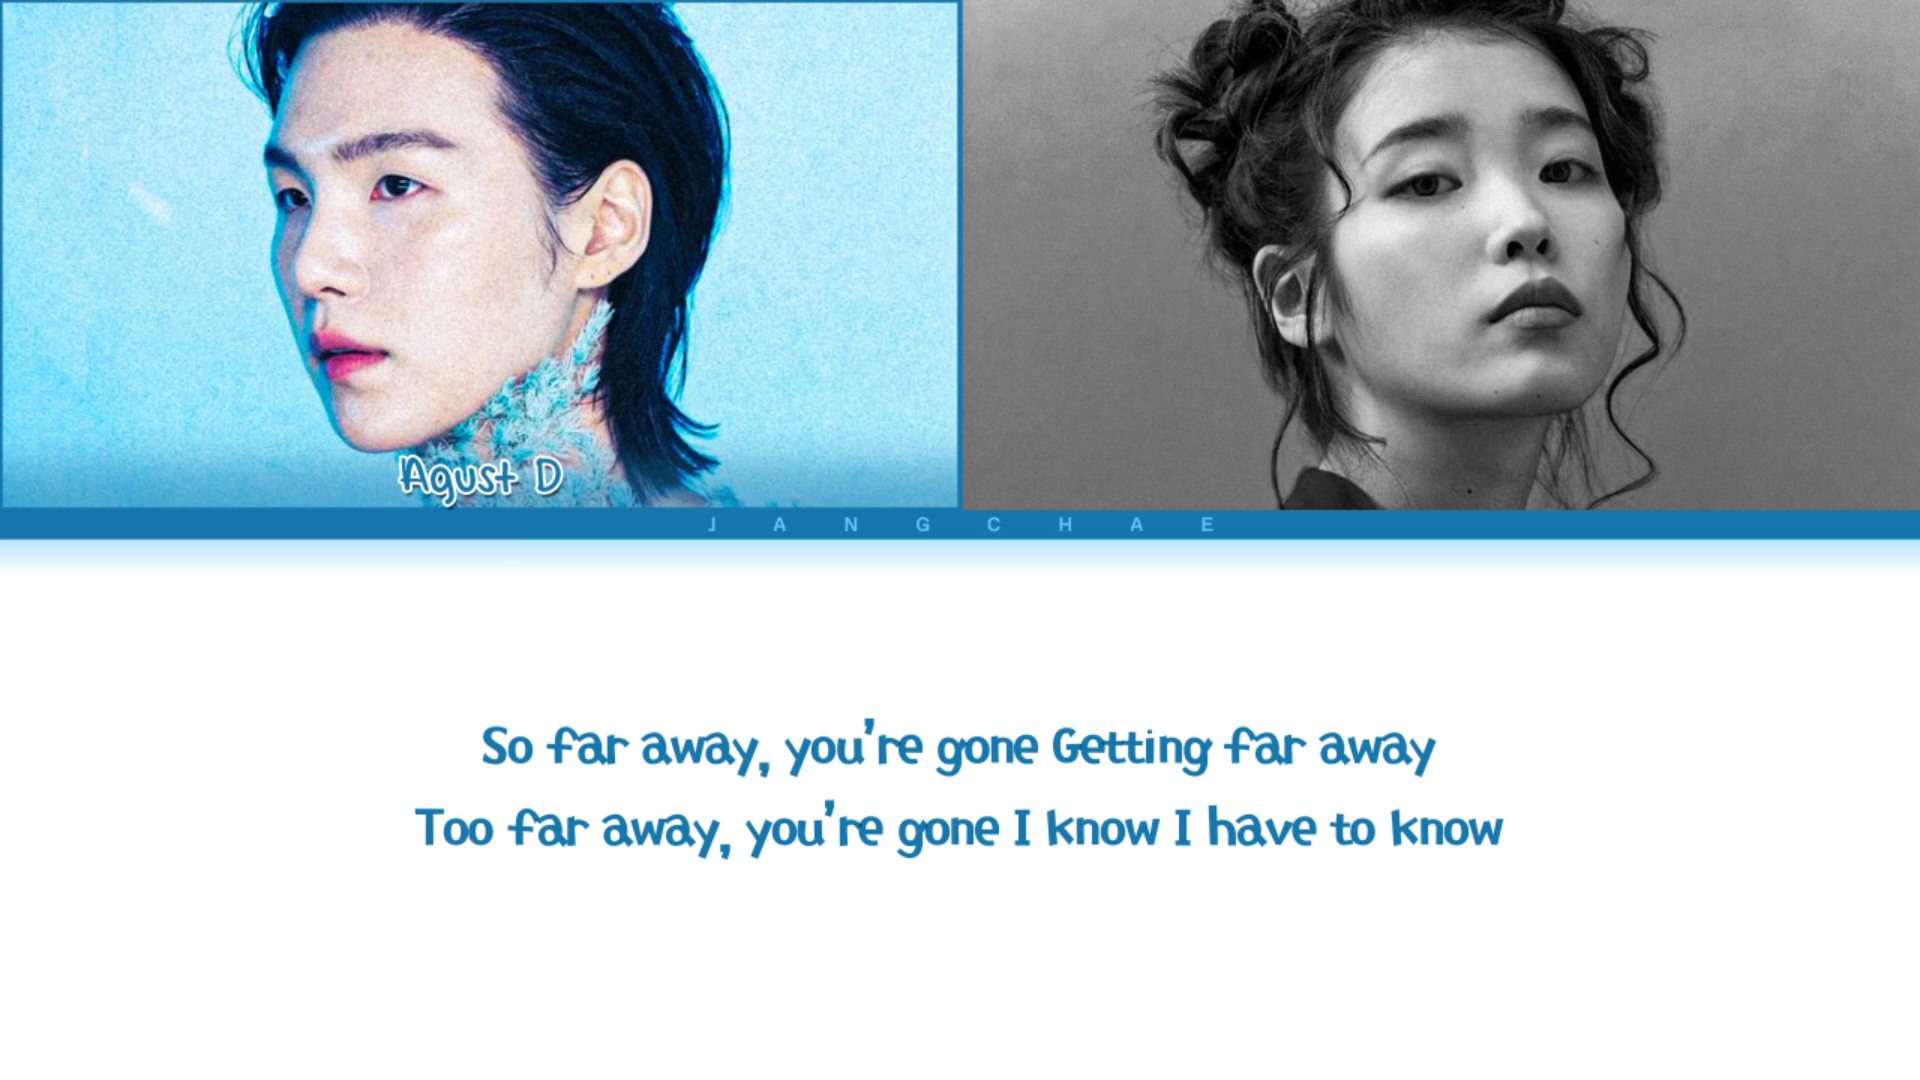 Agust D
JANGCHAE
So far away, you're gone Getting far away
Too far away, you're gone I know I have to know